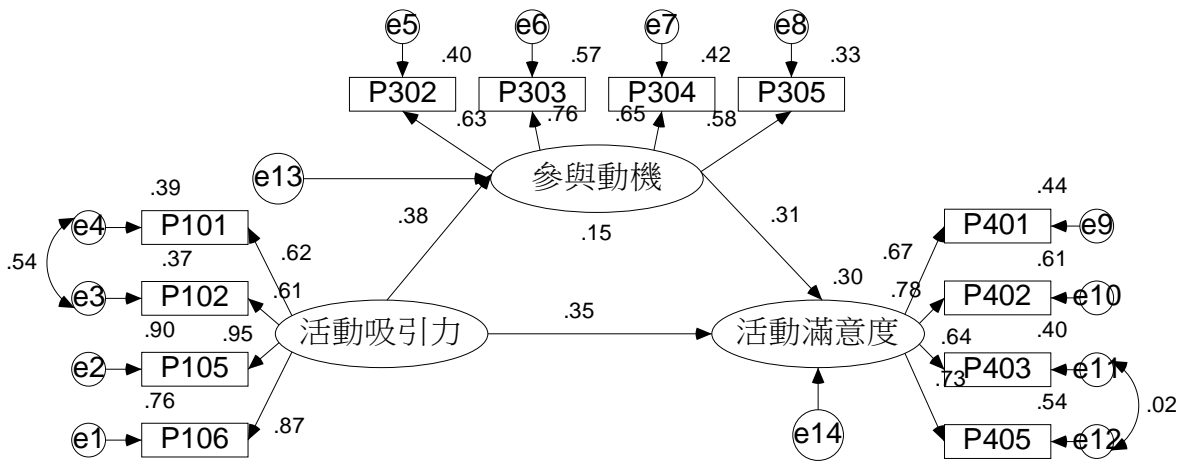 e5 e6 e7 e8
.40 .57 .42 .33
P302 P303 P304 P305
.63 .76 .65 .58
e13 參與動機
.39 .44
.38 .15 .31
e4 P101 P401 e9
.62 .67
.54 .37 .61
e3 P102 P402 e10
.61 .30 .78
.90 .95 .35 .64 .40
活動吸引力 活動滿意度
e2 P105 P403 e11
.73
.76 .54 .02
.87
e1 P106 e14 P405 e12